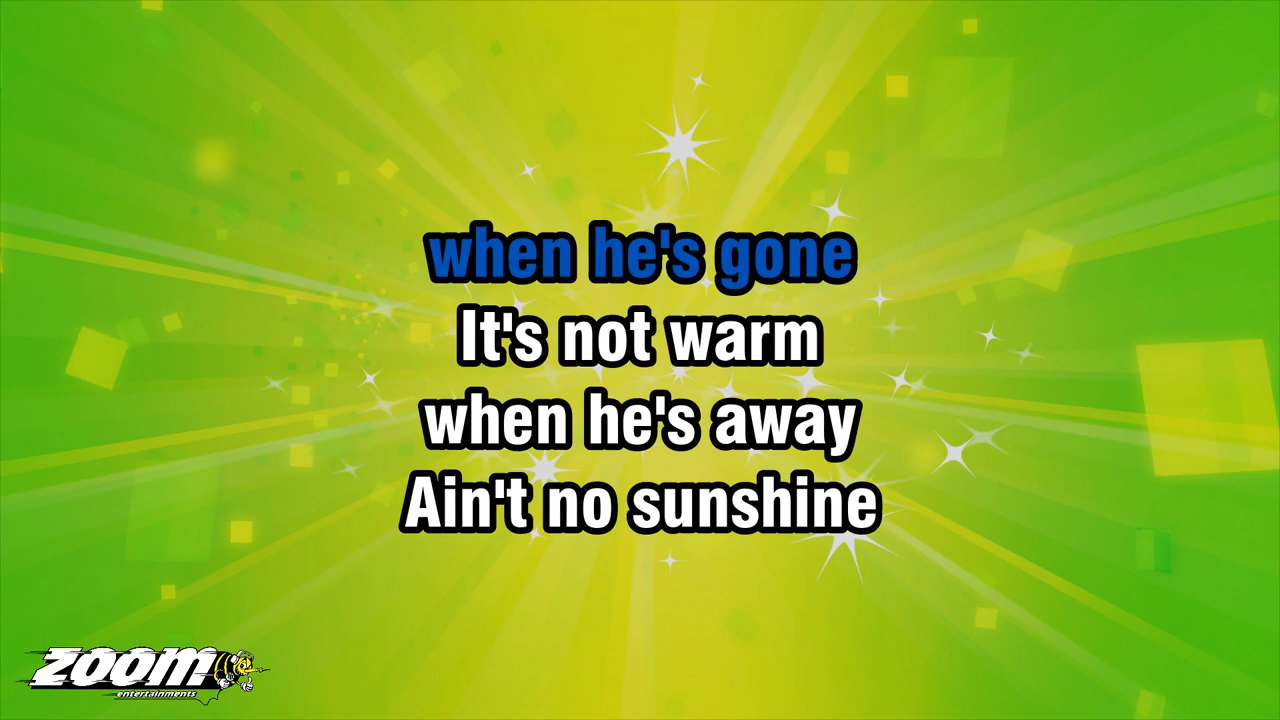 when he's gone
It's not warm
when he's away
Ain't no sunshine
ZOOM
entertainments